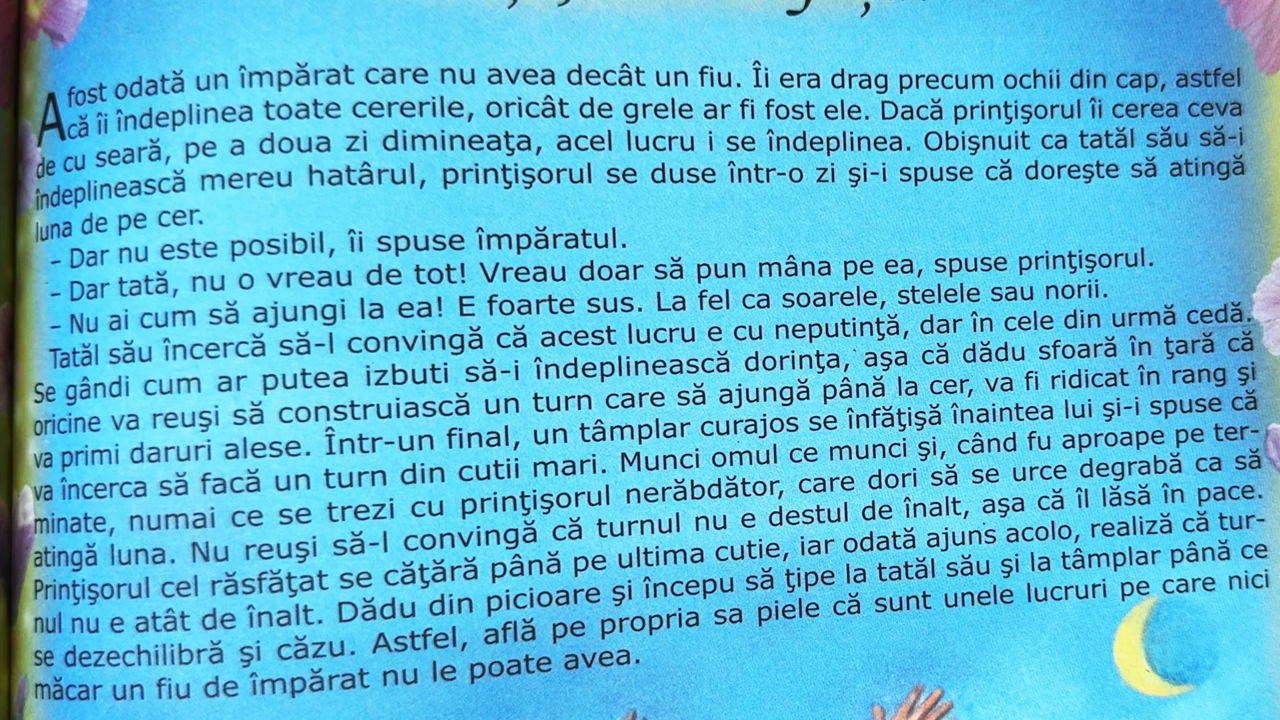 A fost odată un împărat care nu avea decât un fiu. Îi era drag precum ochii din cap, astfel
că îi îndeplinea toate cererile, oricât de grele ar fi fost ele. Dacă prinţişorul îi cerea ceva
de cu seară, pe a doua zi dimineaţa, acel lucru i se îndeplinea. Obişnuit ca tatăl său să-i
îndeplinească mereu hatârul, prinţişorul se duse într-o zi şi-i spuse că doreşte să atingă
luna de pe cer.
– Dar nu este posibil, îi spuse împăratul.
– Dar tată, nu o vreau de tot! Vreau doar să pun mâna pe ea, spuse prinţişorul.
– Nu ai cum să ajungi la ea! E foarte sus. La fel ca soarele, stelele sau norii.
Tatăl său încercă să-l convingă că acest lucru e cu neputinţă, dar în cele din urmă cedă.
Se gândi cum ar putea izbuti să-i îndeplinească dorinţa, aşa că dădu sfoară în ţară că
oricine va reuşi să construiască un turn care să ajungă până la cer, va fi ridicat în rang şi
va primi daruri alese. Într-un final, un tâmplar curajos se înfăţişă înaintea lui şi-i spuse că
va încerca să facă un turn din cutii mari. Munci omul ce munci şi, când fu aproape pe ter-
minate, numai ce se trezi cu prinţişorul nerăbdător, care dori să se urce degrabă ca să
atingă luna. Nu reuşi să-l convingă că turnul nu e destul de înalt, aşa că îl lăsă în pace.
Prinţişorul cel răsfăţat se căţără până pe ultima cutie, iar odată ajuns acolo, realiză că tur-
nul nu e atât de înalt. Dădu din picioare şi începu să ţipe la tatăl său şi la tâmplar până ce
se dezechilibră şi căzu. Astfel, află pe propria sa piele că sunt unele lucruri pe care nici
măcar un fiu de împărat nu le poate avea.